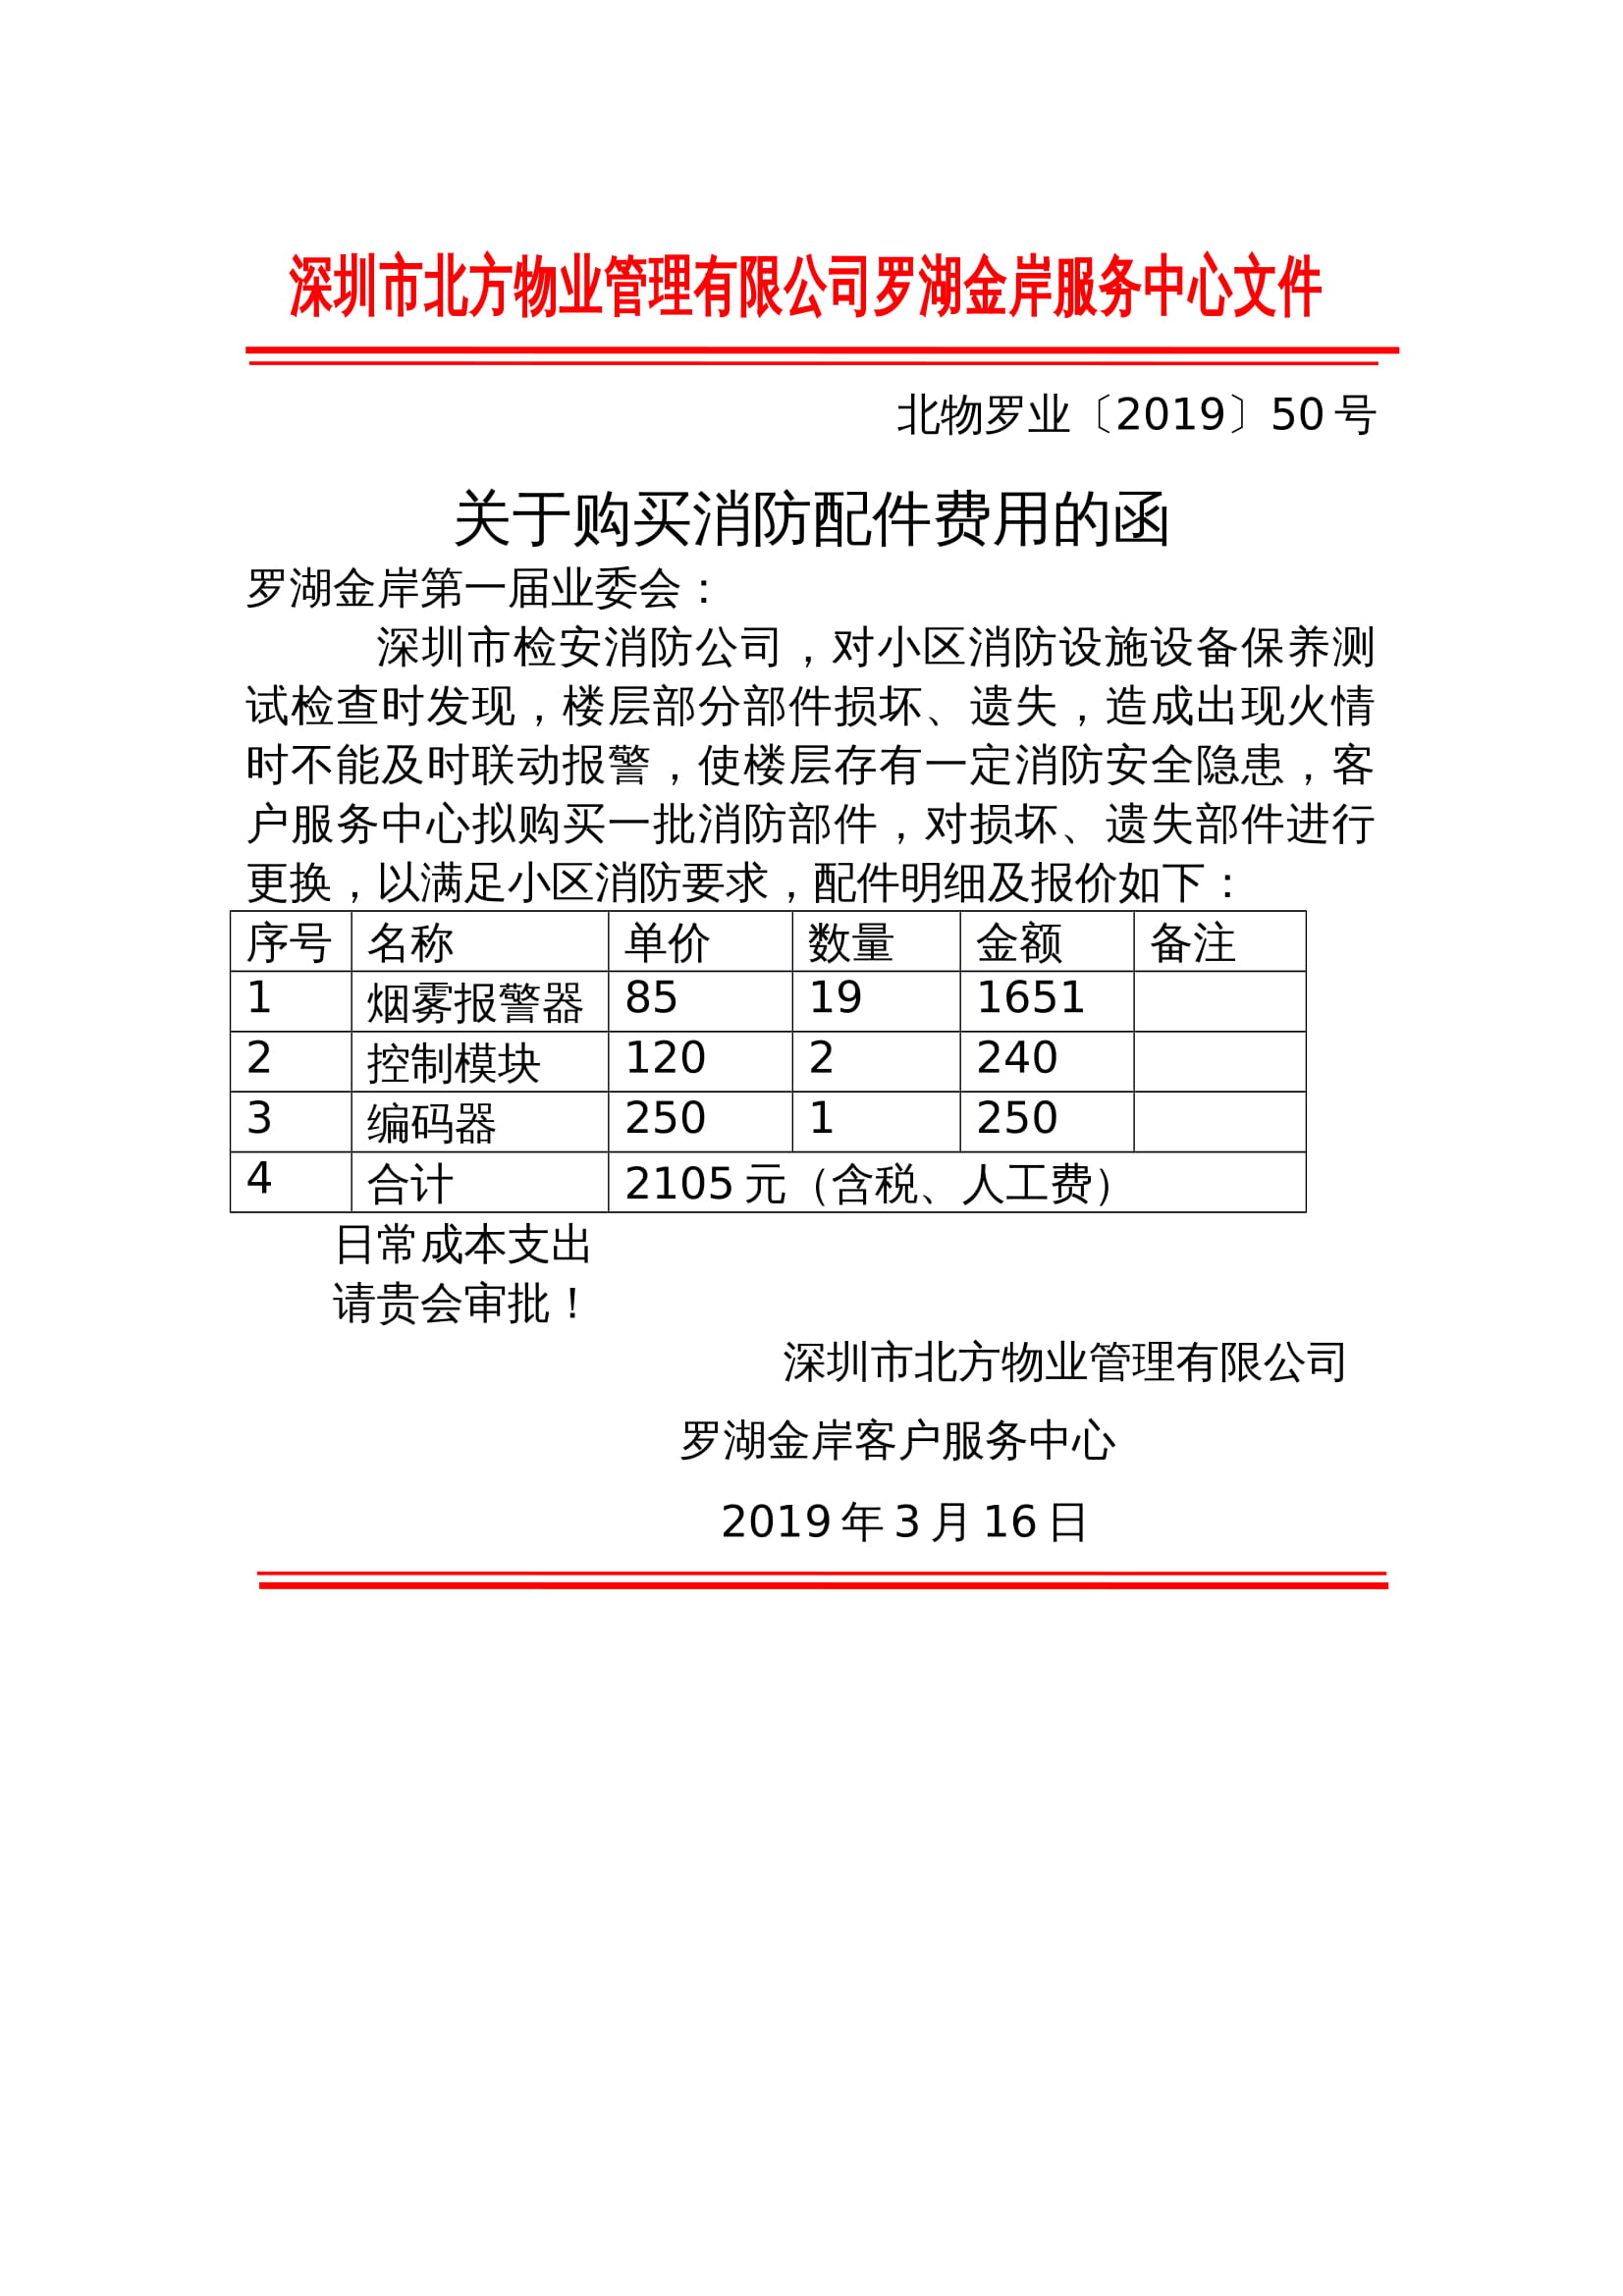 深圳市北方物业管理有限公司罗湖金岸服务中心文件
北物罗业〔2019〕50 号
关于购买消防配件费用的函
罗湖金岸第一届业委会：
深圳市检安消防公司，对小区消防设施设备保养测
试检查时发现，楼层部分部件损坏、遗失，造成出现火情
时不能及时联动报警，使楼层存有一定消防安全隐患，客
户服务中心拟购买一批消防部件，对损坏、遗失部件进行
更换，以满足小区消防要求，配件明细及报价如下：
序号 名称 单价 数量 金额 备注
1 烟雾报警器 85 19 1651
2 控制模块 120 2 240
3 编码器 250 1 250
4 合计 2105 元（含税、人工费）
日常成本支出
请贵会审批！
深圳市北方物业管理有限公司
罗湖金岸客户服务中心
2019 年 3 月 16 日